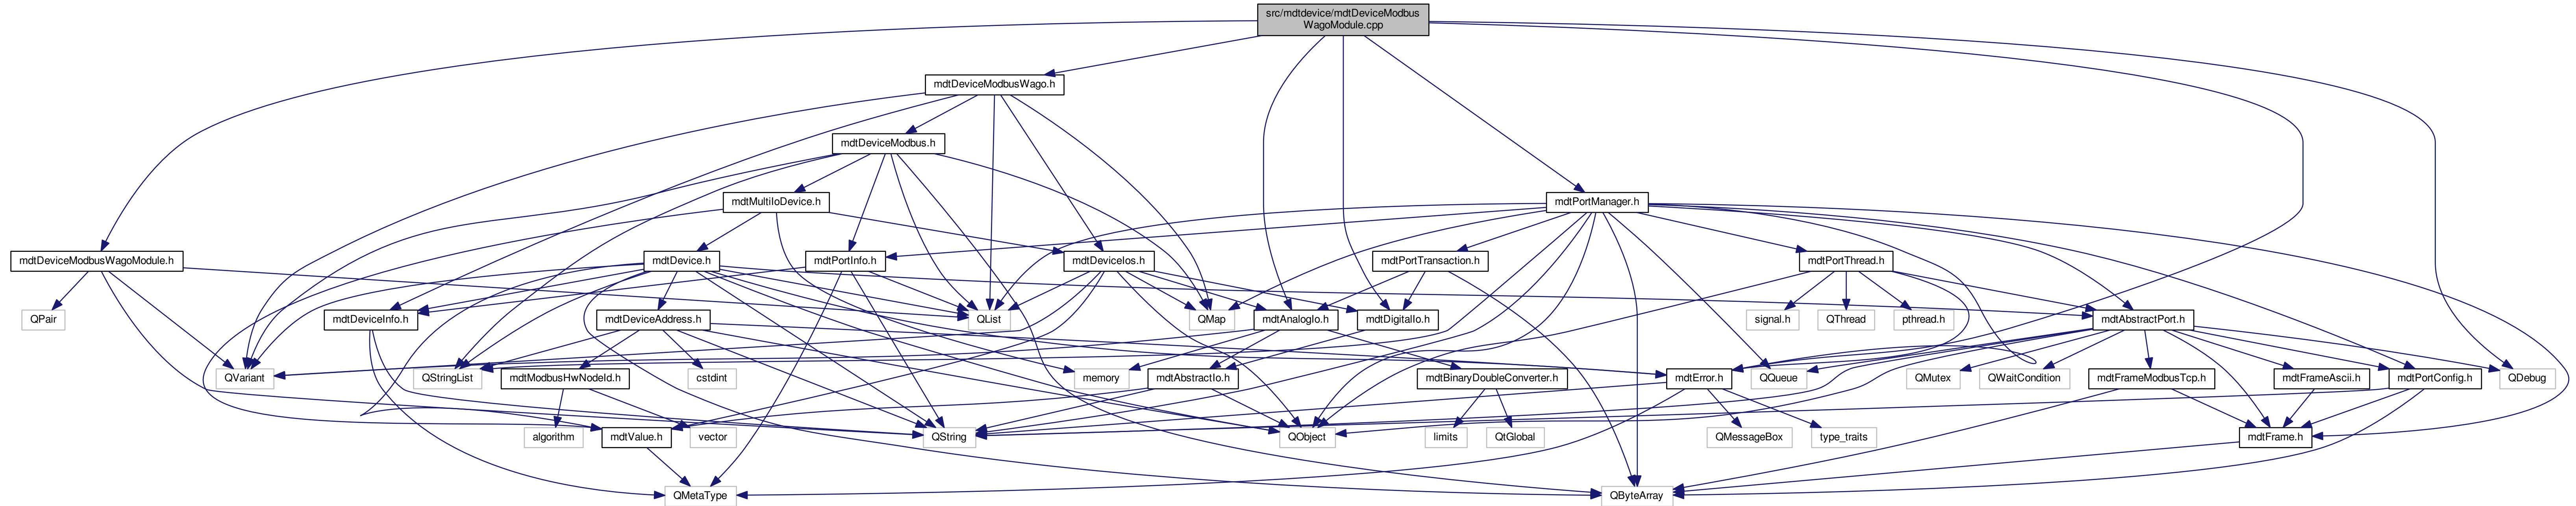 src/mdtdevice/mdtDeviceModbus
WagoModule.cpp
mdtDeviceModbusWago.h
mdtDeviceModbus.h
mdtMultiIoDevice.h
mdtPortManager.h
mdtDeviceModbusWagoModule.h
mdtDevice.h
mdtPortInfo.h
mdtDeviceIos.h
mdtPortTransaction.h
mdtPortThread.h
QPair
mdtDeviceInfo.h
mdtDeviceAddress.h
QList
QMap
mdtAnalogIo.h
mdtDigitalIo.h
signal.h
QThread
pthread.h
mdtAbstractPort.h
QVariant
QStringList
mdtModbusHwNodeId.h
cstdint
memory
mdtAbstractIo.h
mdtBinaryDoubleConverter.h
mdtError.h
QQueue
QMutex
QWaitCondition
mdtFrameModbusTcp.h
mdtFrameAscii.h
mdtPortConfig.h
QDebug
algorithm
mdtValue.h
vector
QString
QObject
limits
QtGlobal
QMessageBox
type_traits
mdtFrame.h
QMetaType
QByteArray